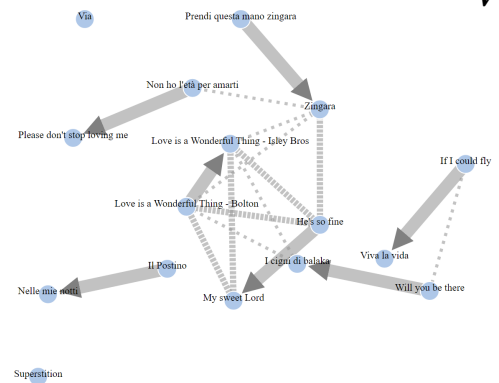 Via
Prendi questa mano zingara
Non ho l'età per amarti
Zingara
Please don't stop loving me
Love is a Wonderful Thing - Isley Bros
If I could fly
Love is a Wonderful Thing - Bolton
He's so fine
Viva la vida
I cigni di balaka
Il Postino
Will you be there
Nelle mie notti
My sweet Lord
Superstition